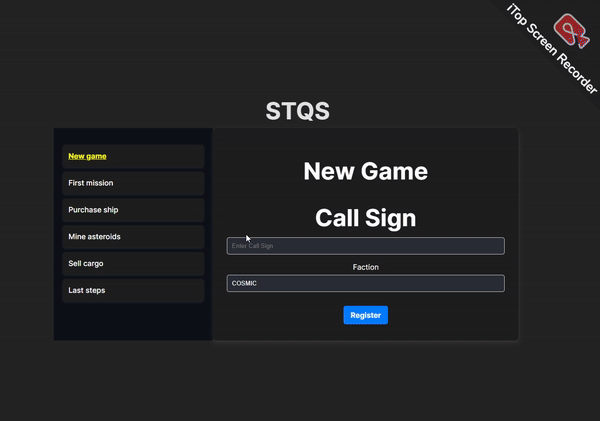 iTop Screen Recorder
STQS
New game
First mission
Purchase ship
Mine asteroids
Sell cargo
Last steps
New Game
Call Sign
Enter Call Sign
Faction
COSMIC
Register